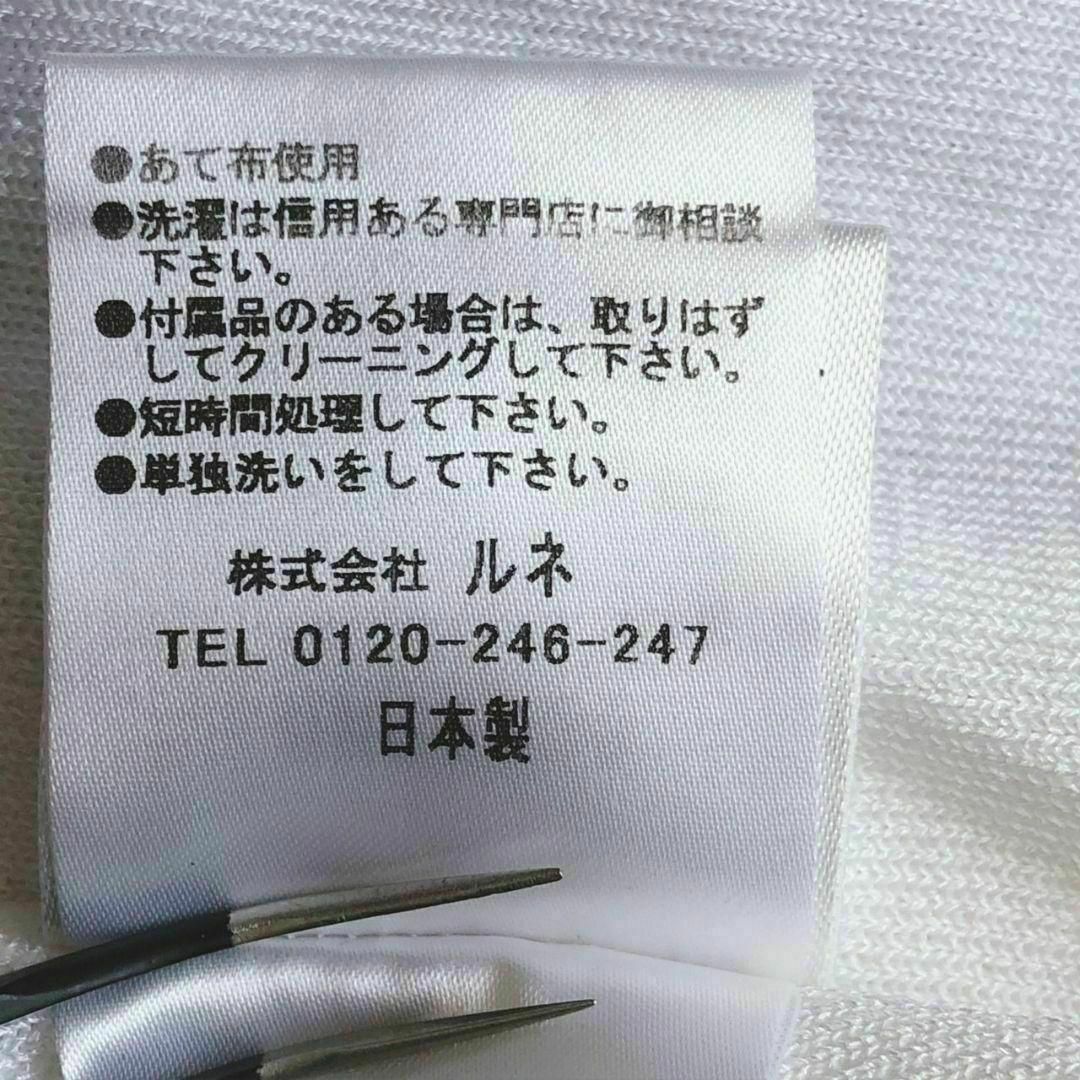 ●あて布使用
●洗濯は信用ある専門店に御相談
下さい。
●付属品のある場合は、取りはず
してクリーニングして下さい。
●短時間処理して下さい。
●単独洗いをして下さい。
株式会社 ルネ
TEL 0120-246-247
日本製